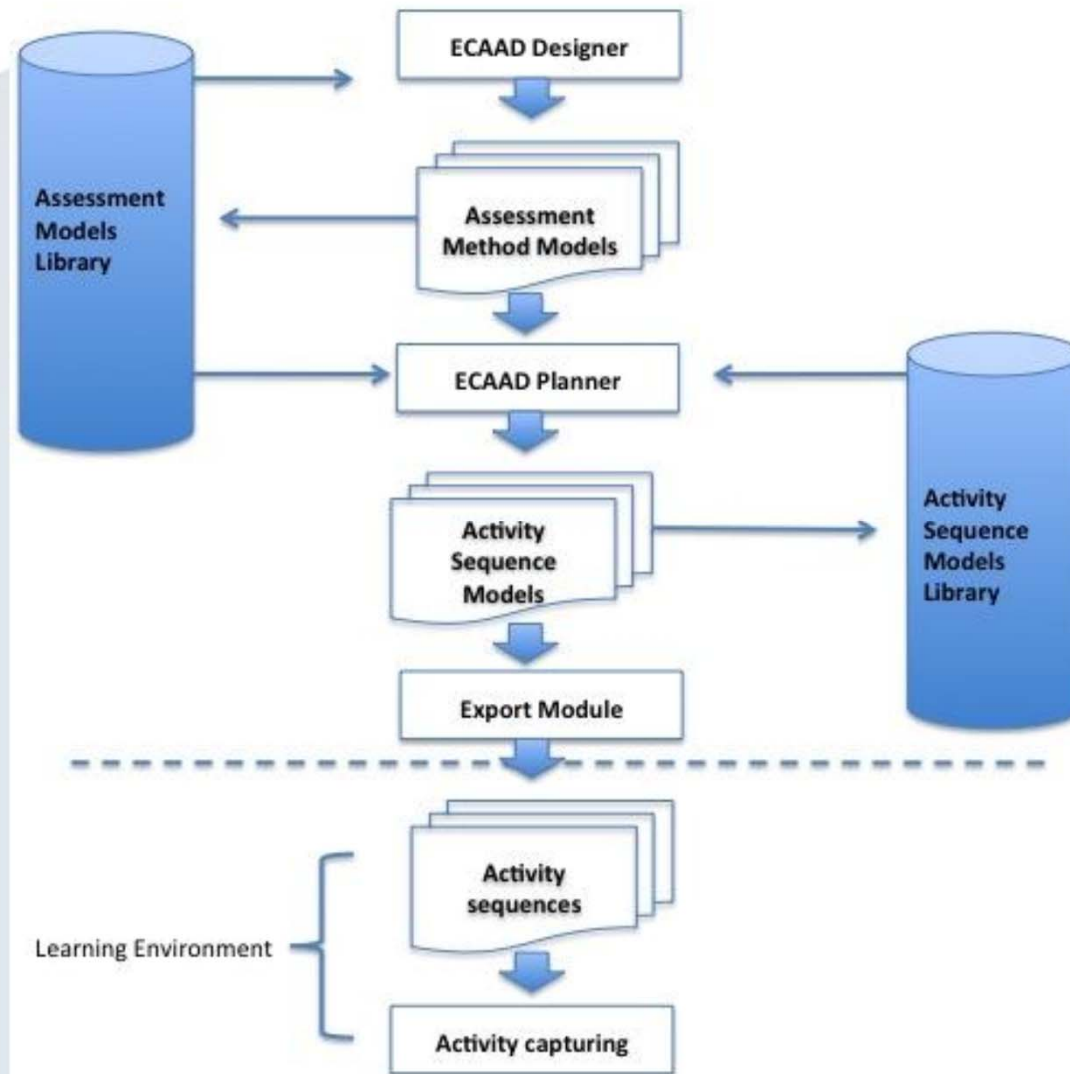 ECAAD Designer
Assessment
Models
Library
Assessment
Method Models
ECAAD Planner
Activity
Sequence
Models
Activity
Sequence
Models
Library
Export Module
Activity
sequences
Learning Environment
Activity capturing